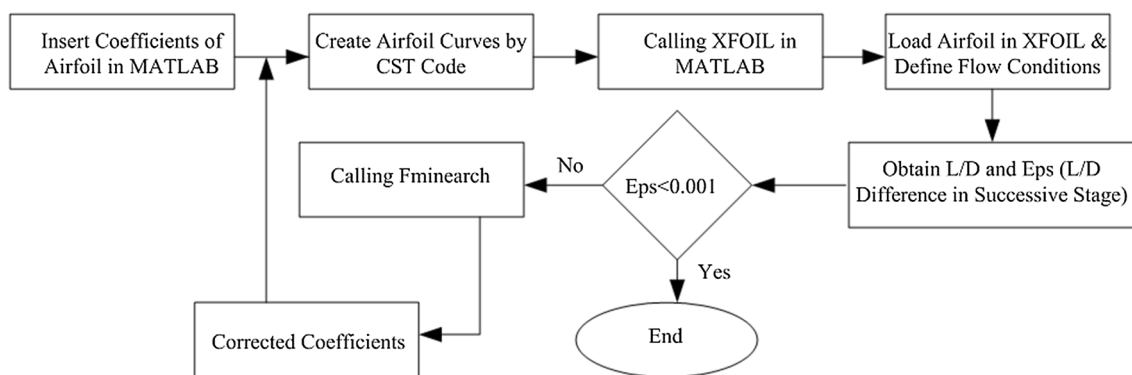 Insert Coefficients of
Airfoil in MATLAB
Create Airfoil Curves by
CST Code
Calling XFOIL in
MATLAB
Load Airfoil in XFOIL &
Define Flow Conditions
Obtain L/D and Eps (L/D
Difference in Successive Stage)
Eps<0.001
No
Calling Fminearch
Yes
Corrected Coefficients
End